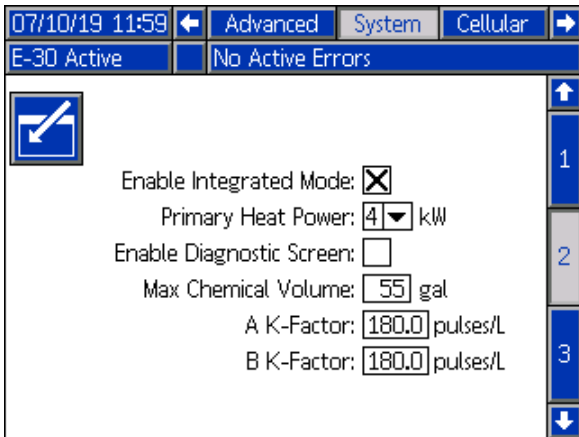 07/10/19 11:59 Advanced System Cellular
E-30 Active No Active Errors
1
Enable Integrated Mode:
Primary Heat Power: 4 kW
Enable Diagnostic Screen:
2
Max Chemical Volume: 55 gal
A K-Factor: 180.0 pulses/L
B K-Factor: 180.0 pulses/L
3